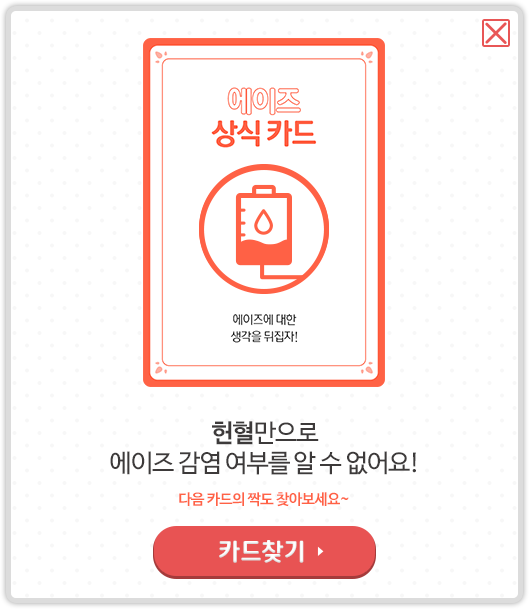 에이즈
상식 카드
에이즈에 대한
생각을 뒤집자!
헌혈만으로
에이즈 감염 여부를 알 수 없어요!
다음 카드의 짝도 찾아보세요~
카드찾기